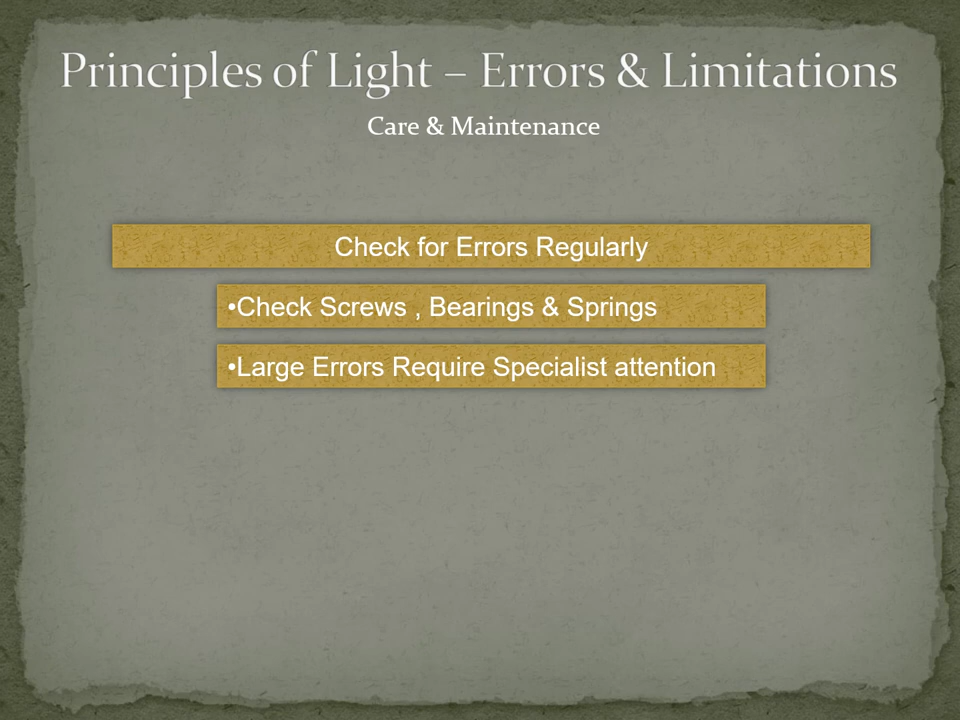 Principles of Light – Errors & Limitations
Care & Maintenance
Check for Errors Regularly
•Check Screws , Bearings & Springs
•Large Errors Require Specialist attention